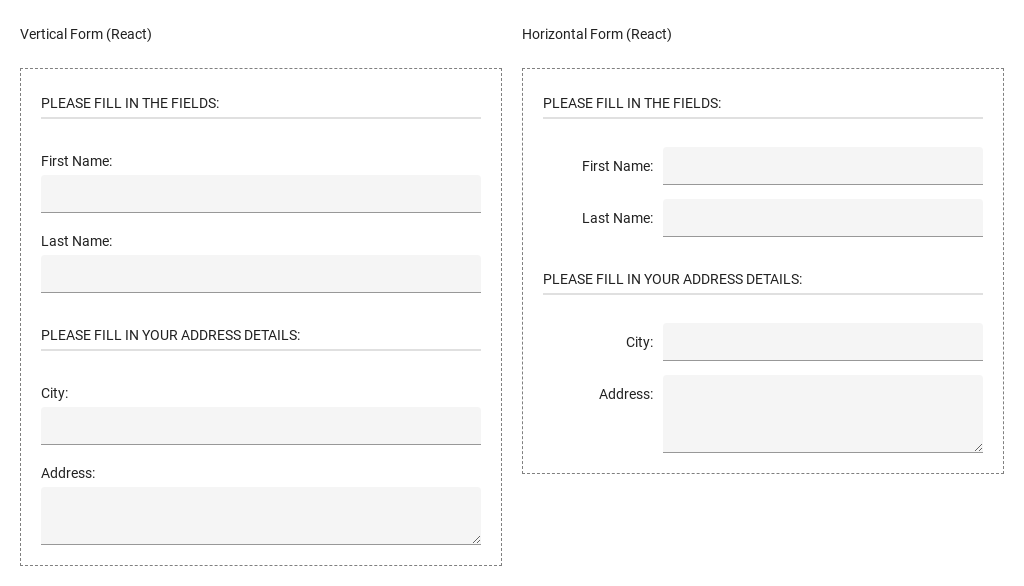 Vertical Form (React)
PLEASE FILL IN THE FIELDS:
First Name:
Last Name:
PLEASE FILL IN YOUR ADDRESS DETAILS:
City:
Address:
Horizontal Form (React)
PLEASE FILL IN THE FIELDS:
First Name:
Last Name:
PLEASE FILL IN YOUR ADDRESS DETAILS:
City:
Address: